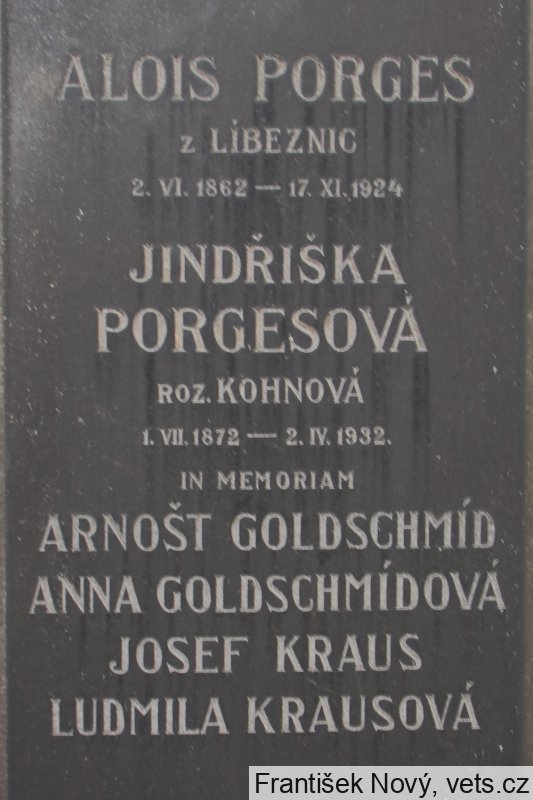 ALOIS PORGES
Z LÍBEZNIC
2. VI. 1862 — 17. XI. 1924
JINDŘIŠKA
PORGESOVÁ
ROZ. KOHNOVÁ
1. VII. 1872 — 2. IV. 1932.
IN MEMORIAM
ARNOŠT GOLDSCHMÍD
ANNA GOLDSCHMÍDOVÁ
JOSEF KRAUS
LUDMILA KRAUSOVÁ
František Nový, vets.cz